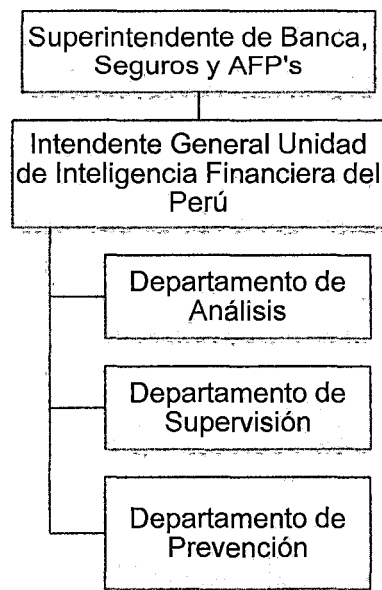 Superintendente de Banca,
Seguros y AFP's
Intendente General Unidad
de Inteligencia Financiera del
Perú
Departamento de
Análisis
Departamento de
Supervisión
Departamento de
Prevención